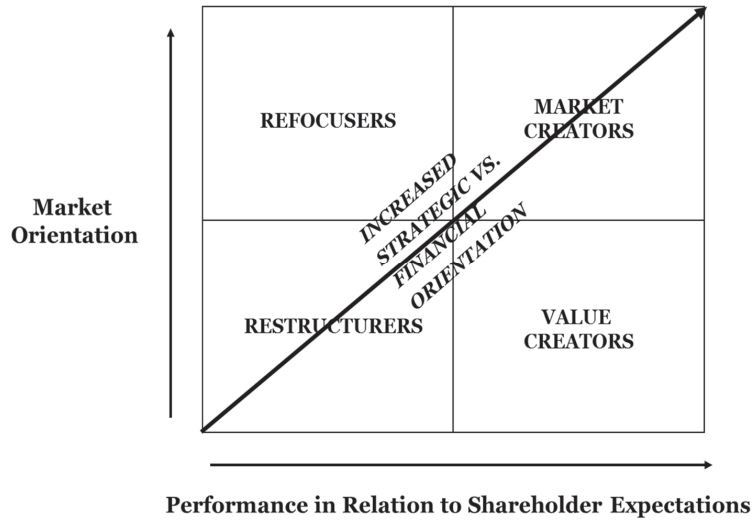 REFOCUSERS
MARKET
CREATORS
INCREASED
STRATEGIC VS.
FINANCIAL
ORIENTATION
Market
Orientation
RESTRUCTURERS
VALUE
CREATORS
Performance in Relation to Shareholder Expectations